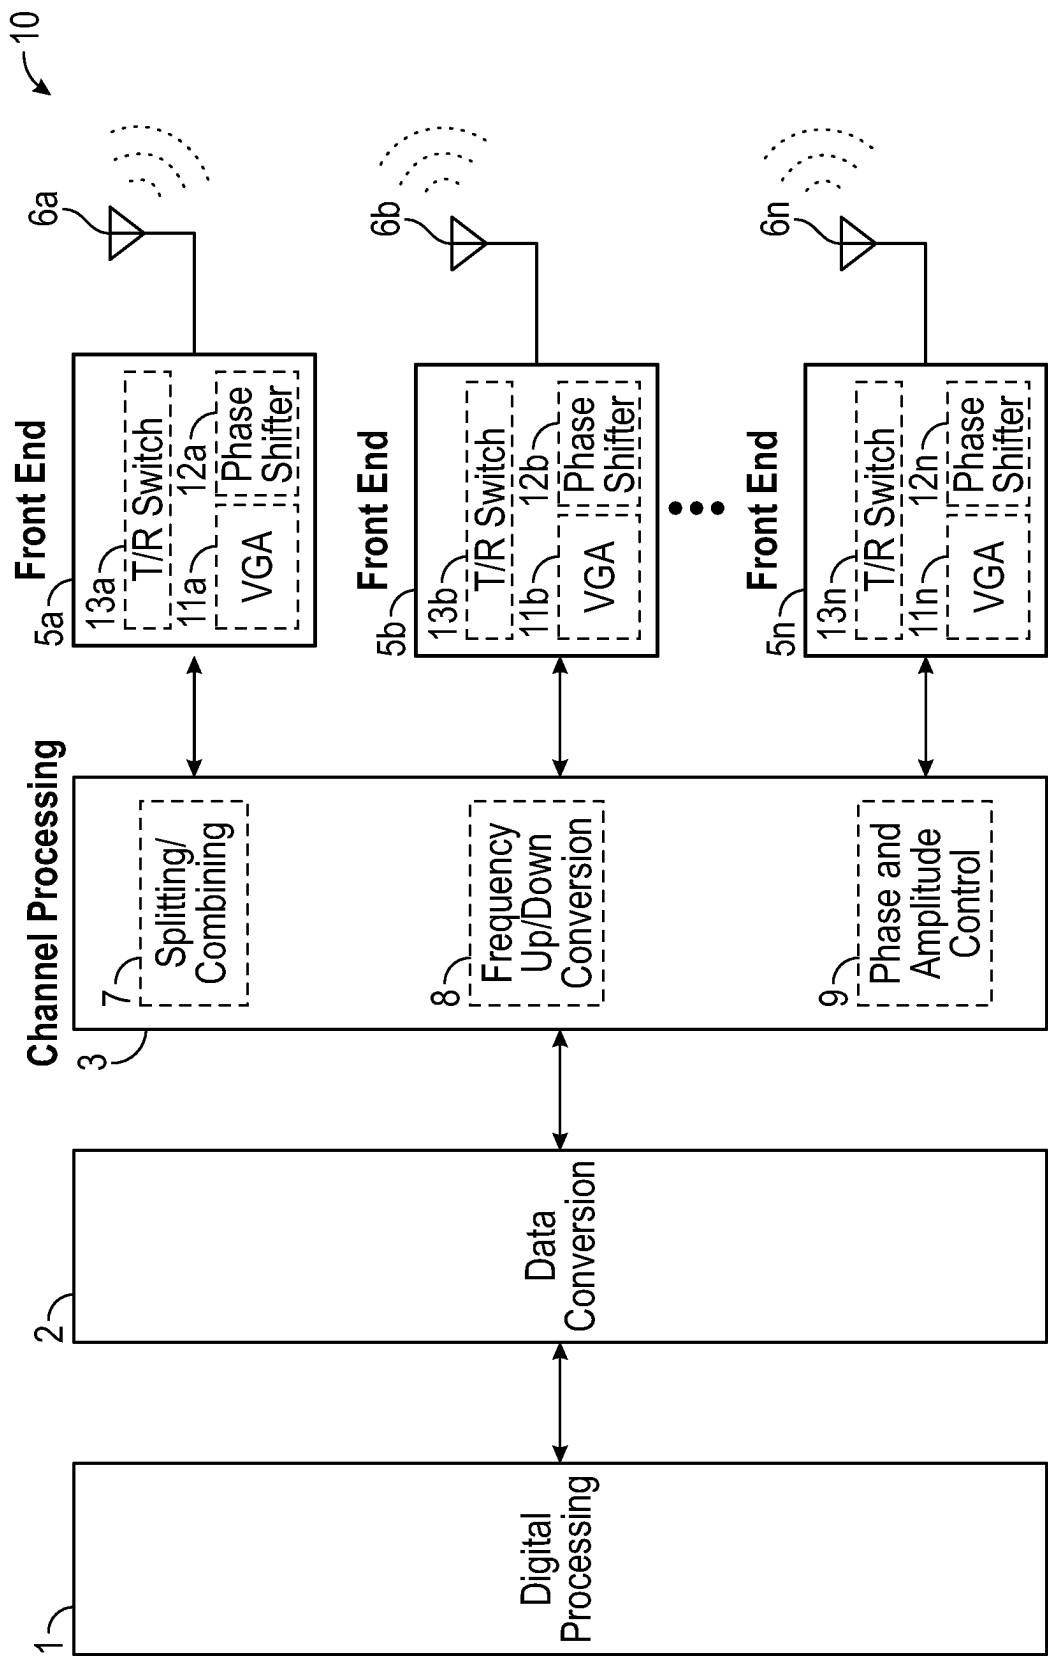 10
1
Digital
Processing
2
Data
Conversion
Channel Processing
3
7
Splitting/
Combining
8
Frequency
Up/Down
Conversion
9
Phase and
Amplitude
Control
Front End
5a
13a
T/R Switch
11a
VGA
12a
Phase
Shifter
6a
Front End
5b
13b
T/R Switch
11b
VGA
12b
Phase
Shifter
6b
Front End
5n
13n
T/R Switch
11n
VGA
12n
Phase
Shifter
6n